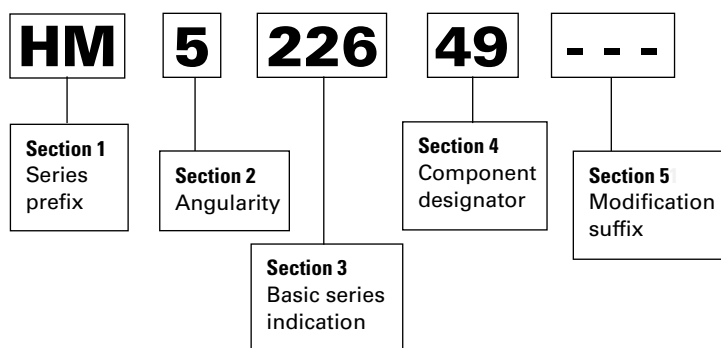 HM 5 226 49 - - -
Section 1
Series
prefix
Section 2
Angularity
Section 3
Basic series
indication
Section 4
Component
designator
Section 5
Modification
suffix